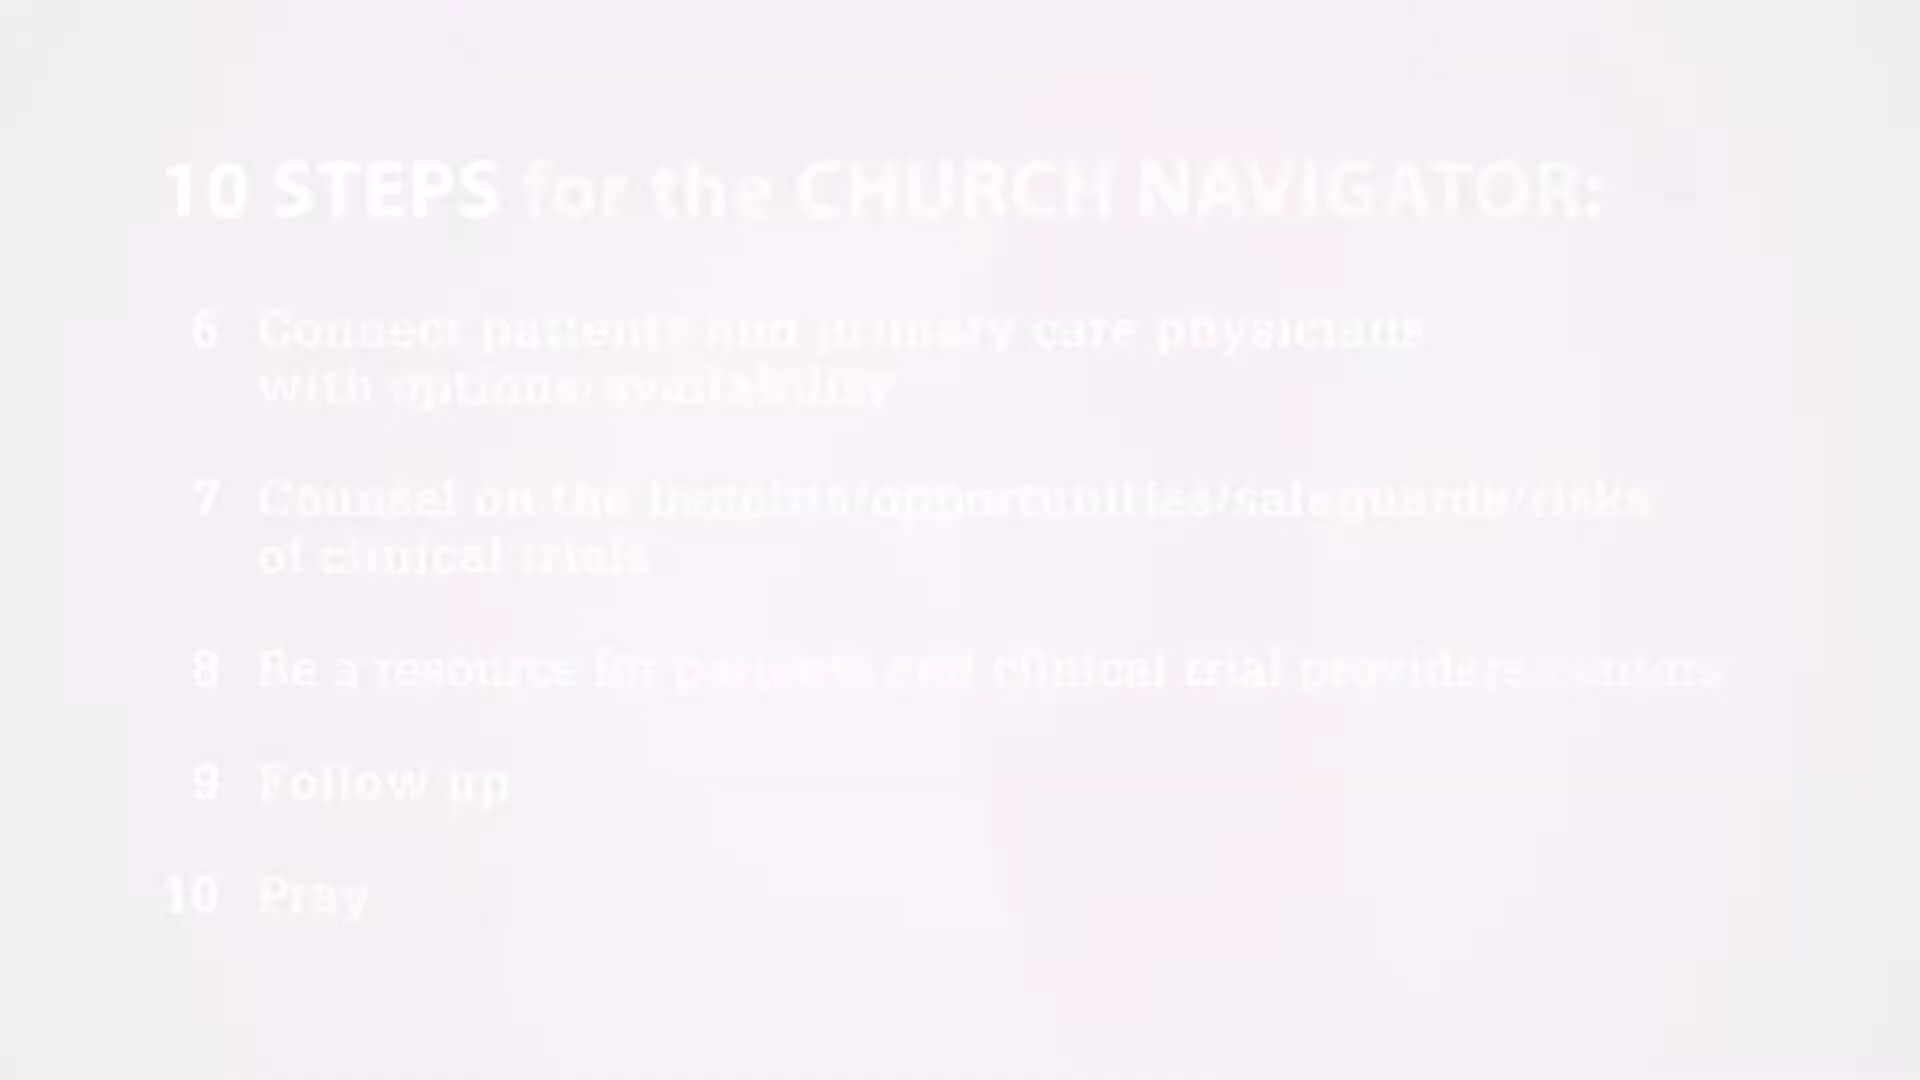 10 STEPS for the CHURCH NAVIGATOR:
6 Connect patients and primary care physicians
with options/availability
7 Counsel on the benefits/opportunities/safeguards/risks
of clinical trials
8 Be a resource for patients and clinical trial providers/centers
9 Follow up
10 Pray